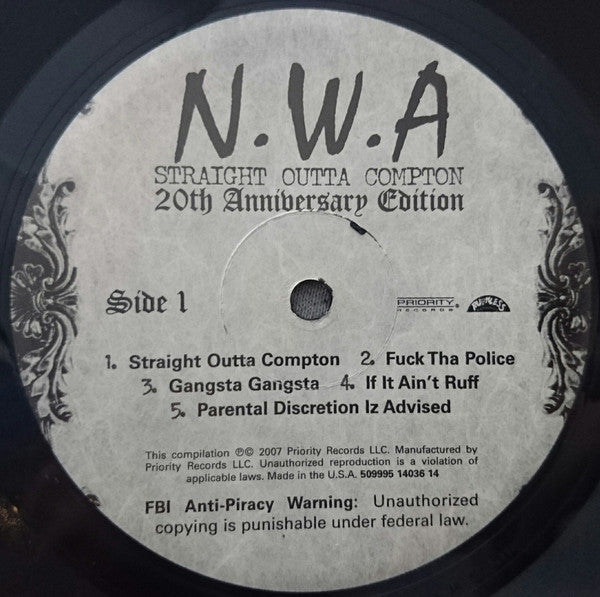 N.W.A
STRAIGHT OUTTA COMPTON
20th Anniversary Edition
Side 1
PRIORITY
RECORDS
RUTHLESS
1. Straight Outta Compton 2. Fuck Tha Police
3. Gangsta Gangsta 4. If It Ain't Ruff
5. Parental Discretion Iz Advised
This compilation ℗© 2007 Priority Records LLC. Manufactured by
Priority Records LLC. Unauthorized reproduction is a violation of
applicable laws. Made in the U.S.A. 509995 14036 14
FBI Anti-Piracy Warning: Unauthorized
copying is punishable under federal law.